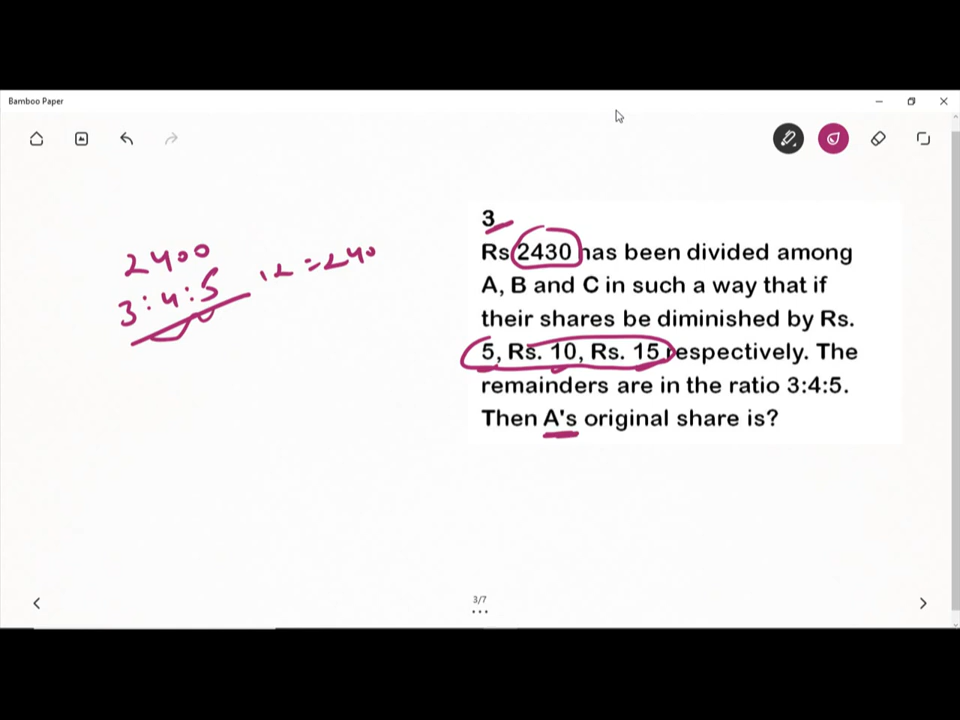 Bamboo Paper
2400
3:4:5
12 = 240
3
Rs 2430 has been divided among
A, B and C in such a way that if
their shares be diminished by Rs.
5, Rs. 10, Rs. 15 respectively. The
remainders are in the ratio 3:4:5.
Then A's original share is?
3/7